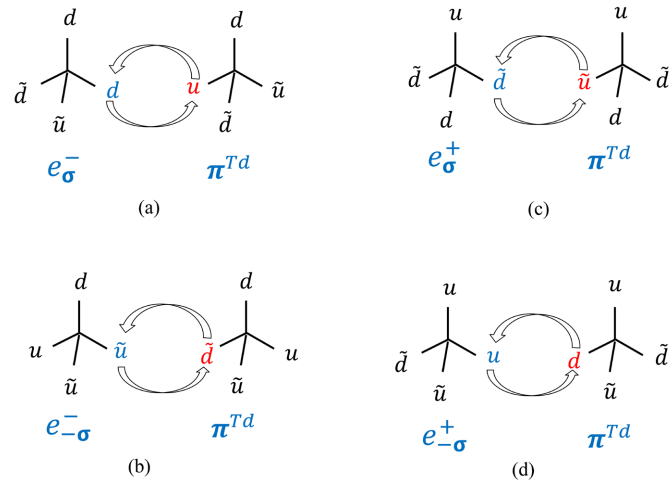 d d
d̃ d u ũ
ũ d̃
e⁻_σ π^{Td}
(a)
u u
d̃ d̃ ũ d̃
d d
e⁺_σ π^{Td}
(c)
d d
u ũ d̃ u
ũ ũ
e⁻_{-σ} π^{Td}
(b)
u u
d̃ u d d̃
ũ ũ
e⁺_{-σ} π^{Td}
(d)